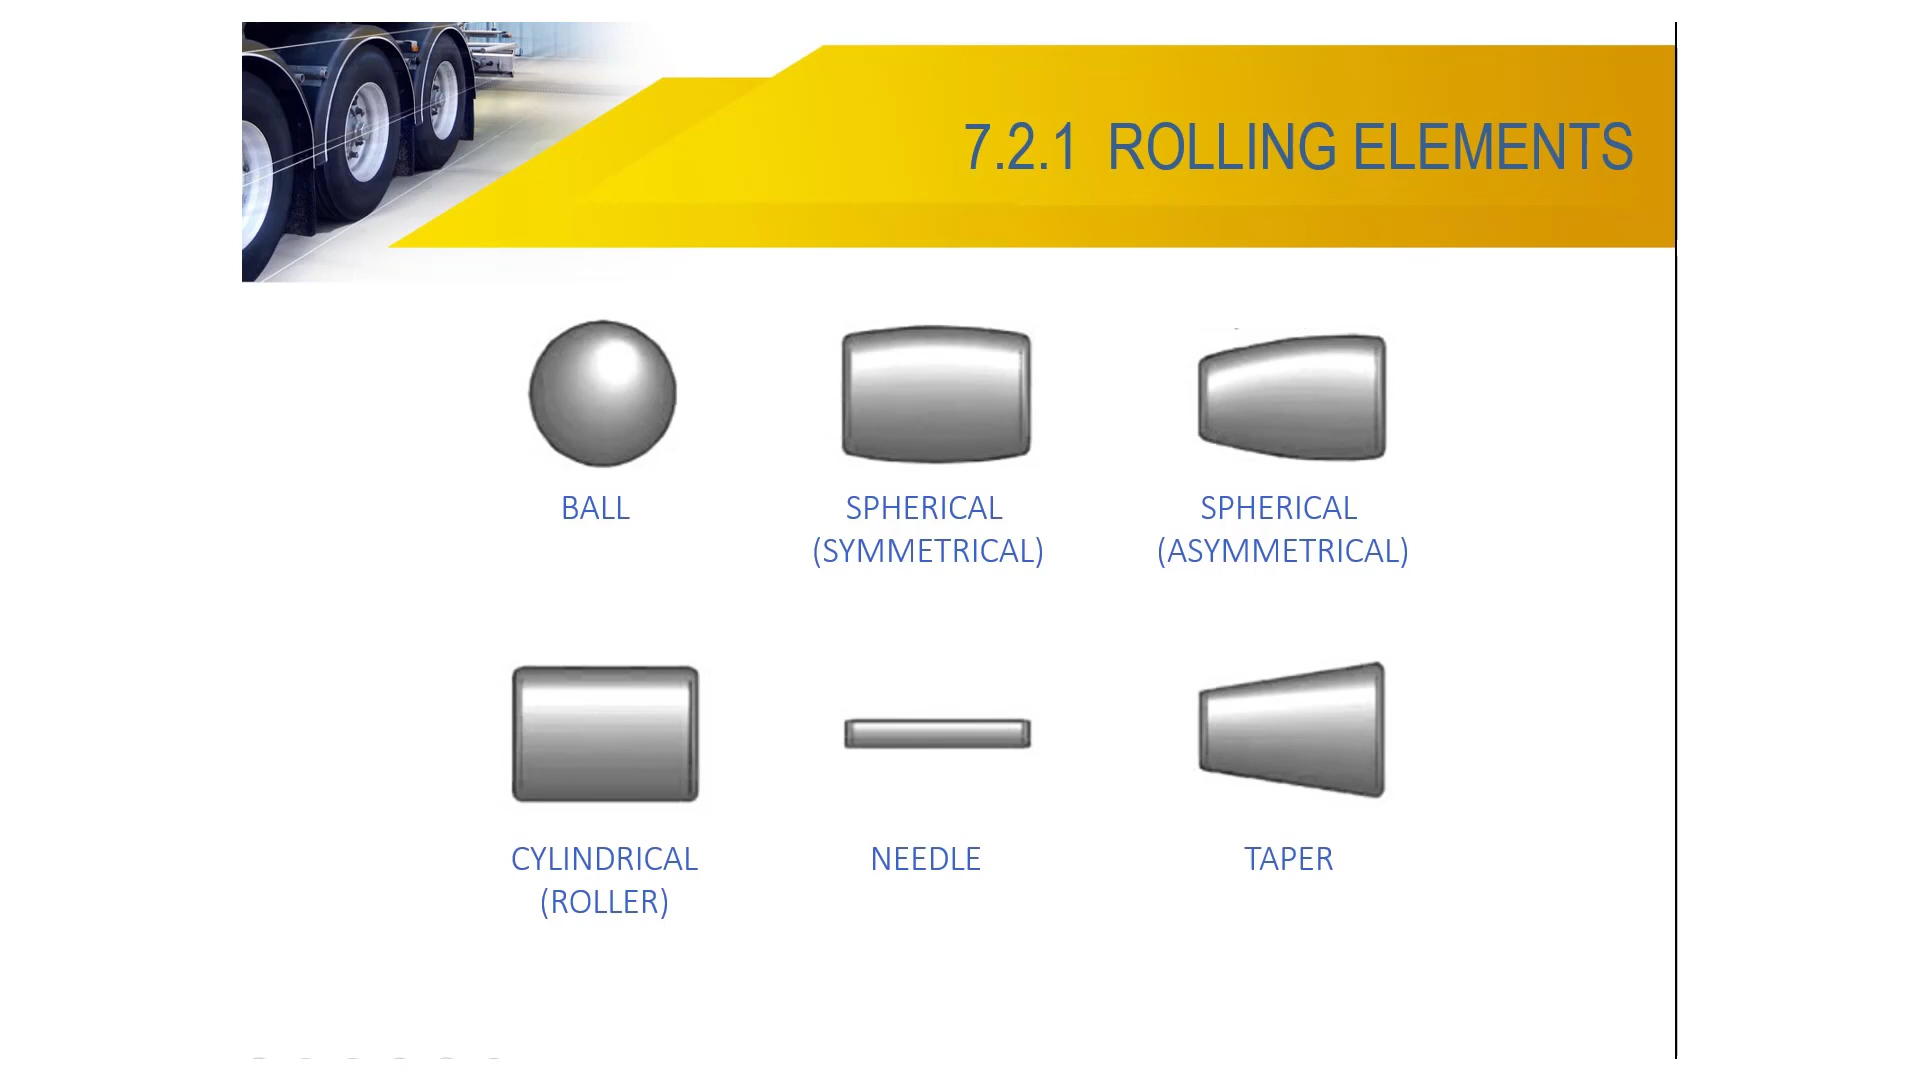 7.2.1 ROLLING ELEMENTS
BALL
SPHERICAL
(SYMMETRICAL)
SPHERICAL
(ASYMMETRICAL)
CYLINDRICAL
(ROLLER)
NEEDLE
TAPER